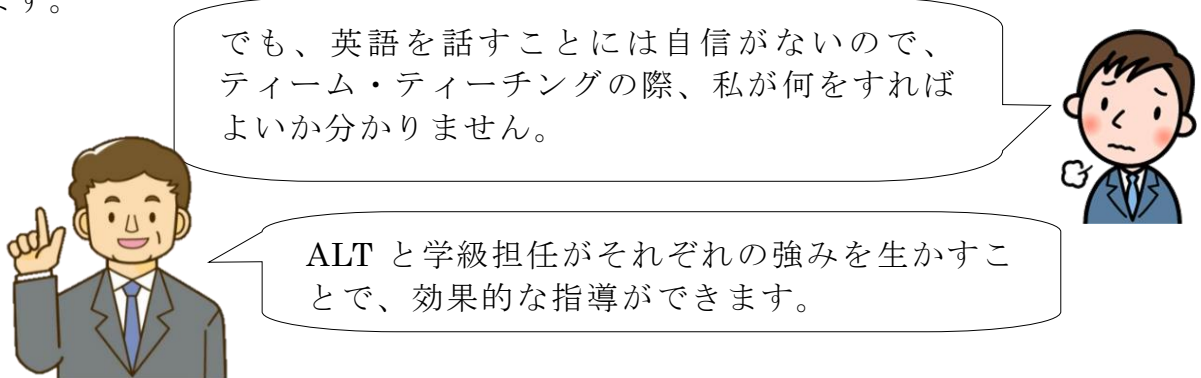 ます。
でも、英語を話すことには自信がないので、
ティーム・ティーチングの際、私が何をすれば
よいか分かりません。
ALT と学級担任がそれぞれの強みを生かすこ
とで、効果的な指導ができます。